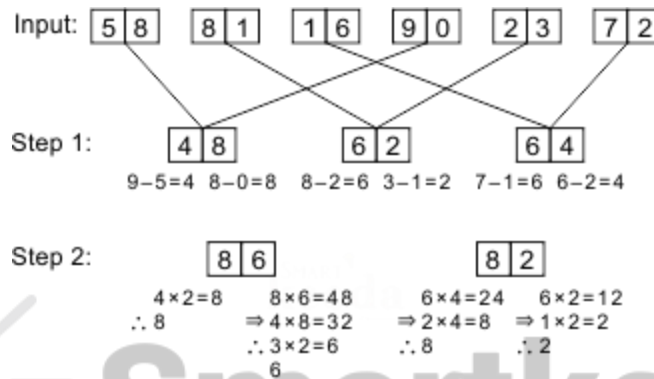 Input: 5 8 8 1 1 6 9 0 2 3 7 2
Step 1: 4 8 6 2 6 4
9−5=4 8−0=8 8−2=6 3−1=2 7−1=6 6−2=4
Step 2: 8 6 8 2
4×2=8 8×6=48 6×4=24 6×2=12
∴ 8 ⇒ 4×8=32 ⇒ 2×4=8 ⇒ 1×2=2
∴ 3×2=6 ∴ 8 ∴ 2
6